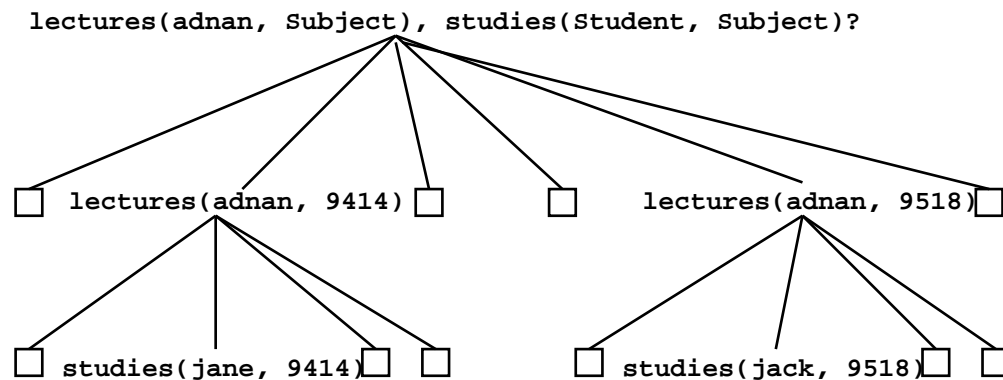 lectures(adnan, Subject), studies(Student, Subject)?
lectures(adnan, 9414) lectures(adnan, 9518)
studies(jane, 9414) studies(jack, 9518)